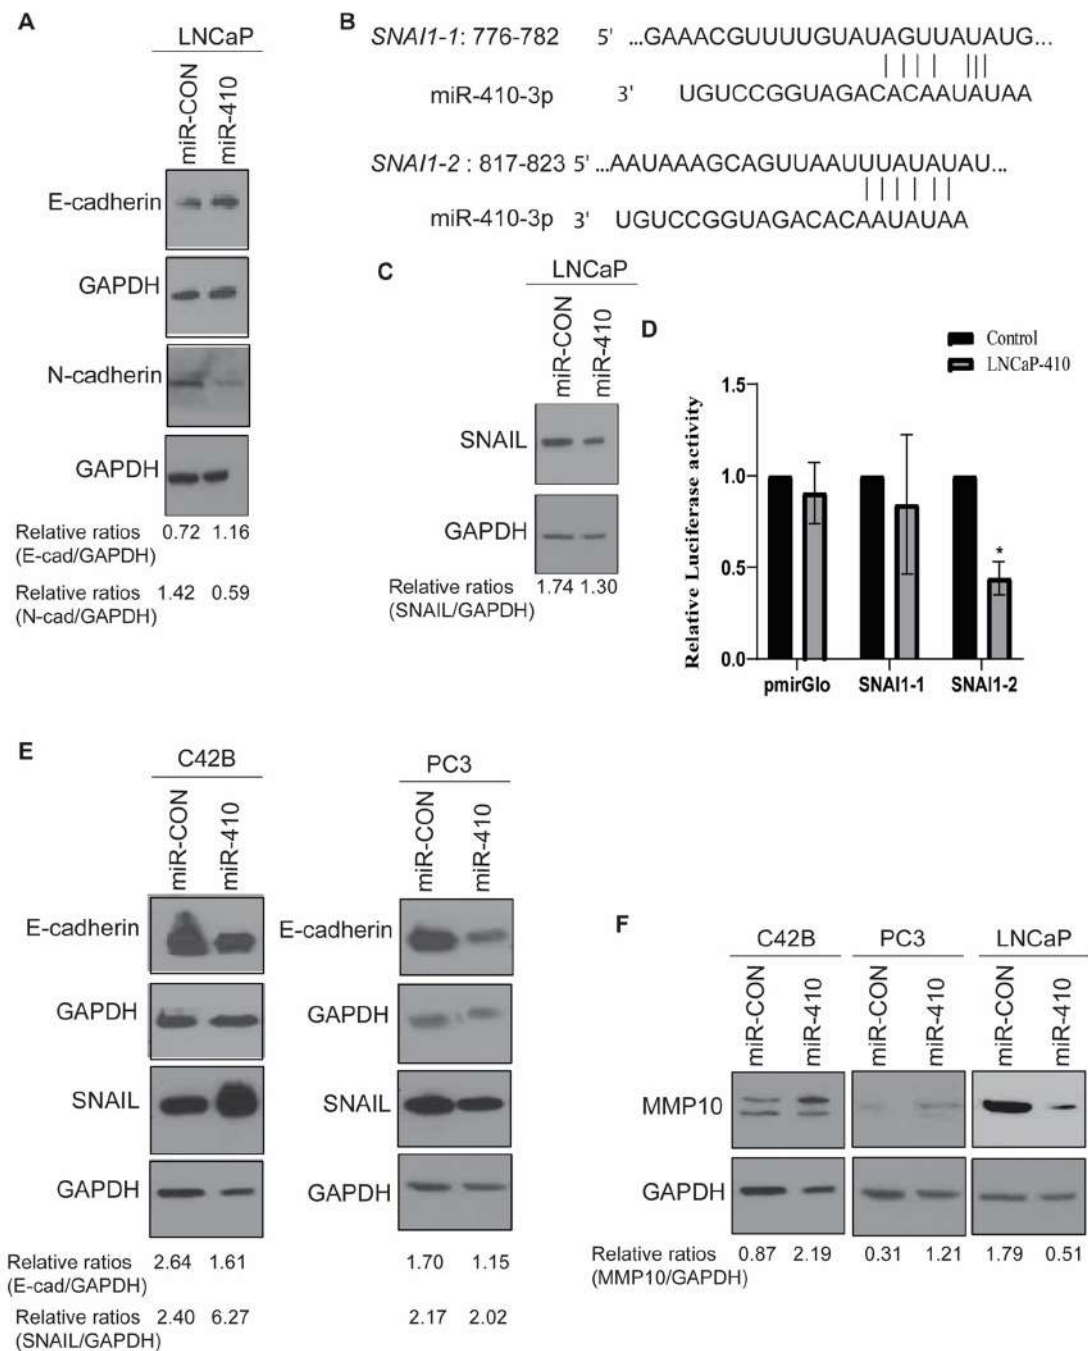 A
LNCaP
miR-CON
miR-410
E-cadherin
GAPDH
N-cadherin
GAPDH
Relative ratios 0.72 1.16
(E-cad/GAPDH)
Relative ratios 1.42 0.59
(N-cad/GAPDH)
B
SNAI1-1: 776-782 5' ...GAAACGUUUUGUAUAGUUAUAUG...
miR-410-3p 3' UGUCCGGUAGACACAAUAUAA
SNAI1-2 : 817-823 5' ...AAUAAAGCAGUUAAUUUAUAUAU...
miR-410-3p 3' UGUCCGGUAGACACAAUAUAA
C
LNCaP
miR-CON
miR-410
SNAIL
GAPDH
Relative ratios 1.74 1.30
(SNAIL/GAPDH)
D
Control
LNCaP-410
Relative Luciferase activity
1.5
1.0
0.5
0.0
*
pmirGlo SNAI1-1 SNAI1-2
E
C42B
miR-CON
miR-410
E-cadherin
GAPDH
SNAIL
GAPDH
PC3
miR-CON
miR-410
E-cadherin
GAPDH
SNAIL
GAPDH
Relative ratios 2.64 1.61 1.70 1.15
(E-cad/GAPDH)
Relative ratios 2.40 6.27 2.17 2.02
(SNAIL/GAPDH)
F
C42B PC3 LNCaP
miR-CON
miR-410
miR-CON
miR-410
miR-CON
miR-410
MMP10
GAPDH
Relative ratios 0.87 2.19 0.31 1.21 1.79 0.51
(MMP10/GAPDH)